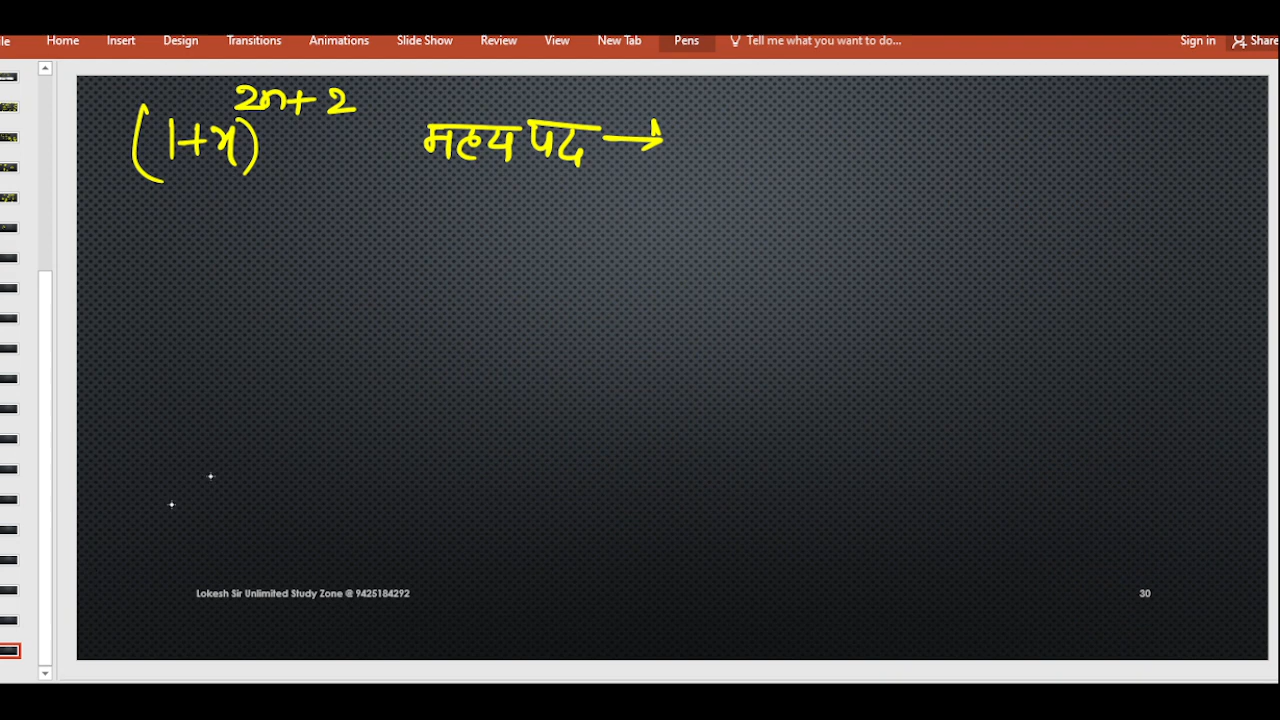 le Home Insert Design Transitions Animations Slide Show Review View New Tab Pens Tell me what you want to do... Sign in Share
(1+x)^2n+2 मध्य पद →
Lokesh Sir Unlimited Study Zone @ 9425184292 30